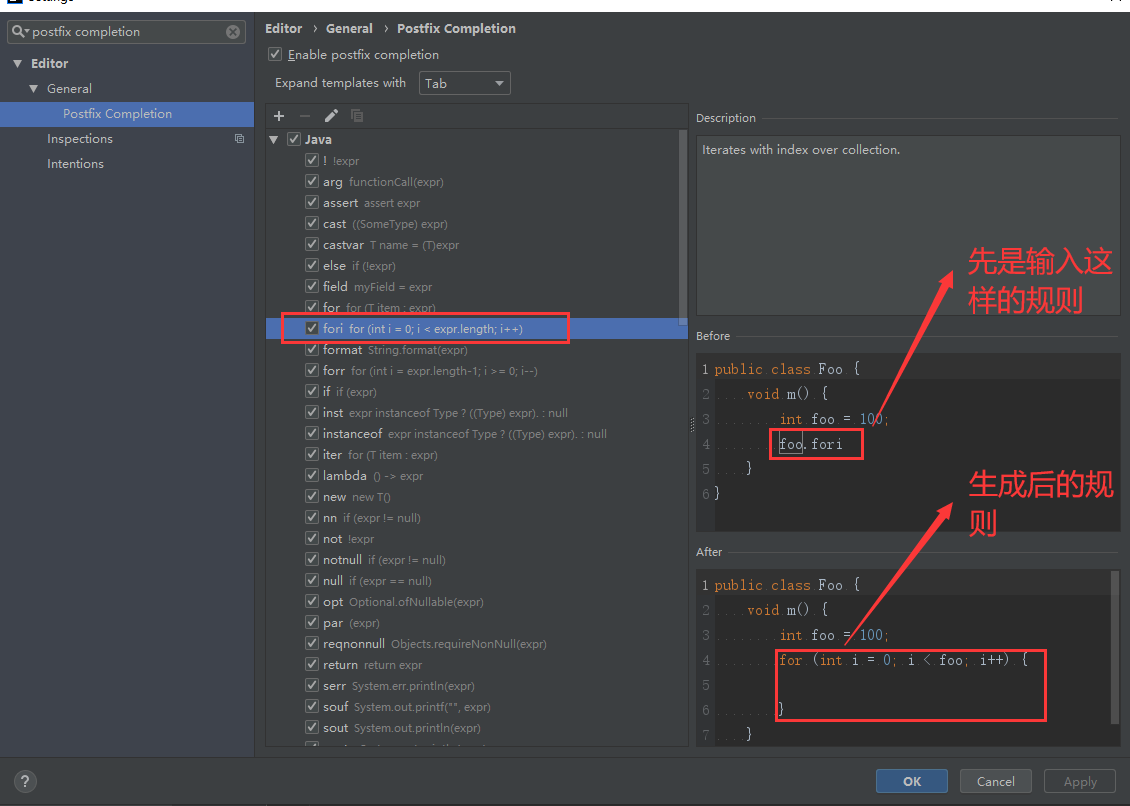 Settings
postfix completion
Editor
General
Postfix Completion
Inspections
Intentions
Editor › General › Postfix Completion
Enable postfix completion
Expand templates with Tab
Java
! !expr
arg functionCall(expr)
assert assert expr
cast ((SomeType) expr)
castvar T name = (T)expr
else if (!expr)
field myField = expr
for for (T item : expr)
fori for (int i = 0; i < expr.length; i++)
format String.format(expr)
forr for (int i = expr.length-1; i >= 0; i--)
if if (expr)
inst expr instanceof Type ? ((Type) expr). : null
instanceof expr instanceof Type ? ((Type) expr). : null
iter for (T item : expr)
lambda () -> expr
new new T()
nn if (expr != null)
not !expr
notnull if (expr != null)
null if (expr == null)
opt Optional.ofNullable(expr)
par (expr)
reqnonnull Objects.requireNonNull(expr)
return return expr
serr System.err.println(expr)
souf System.out.printf("", expr)
sout System.out.println(expr)
Description
Iterates with index over collection.
先是输入这
样的规则
Before
1 public class Foo {
2 void m() {
3 int foo = 100;
4 foo.fori
5 }
6 }
生成后的规
则
After
1 public class Foo {
2 void m() {
3 int foo = 100;
4 for (int i = 0; i < foo; i++) {
5
6 }
7 }
?
OK
Cancel
Apply